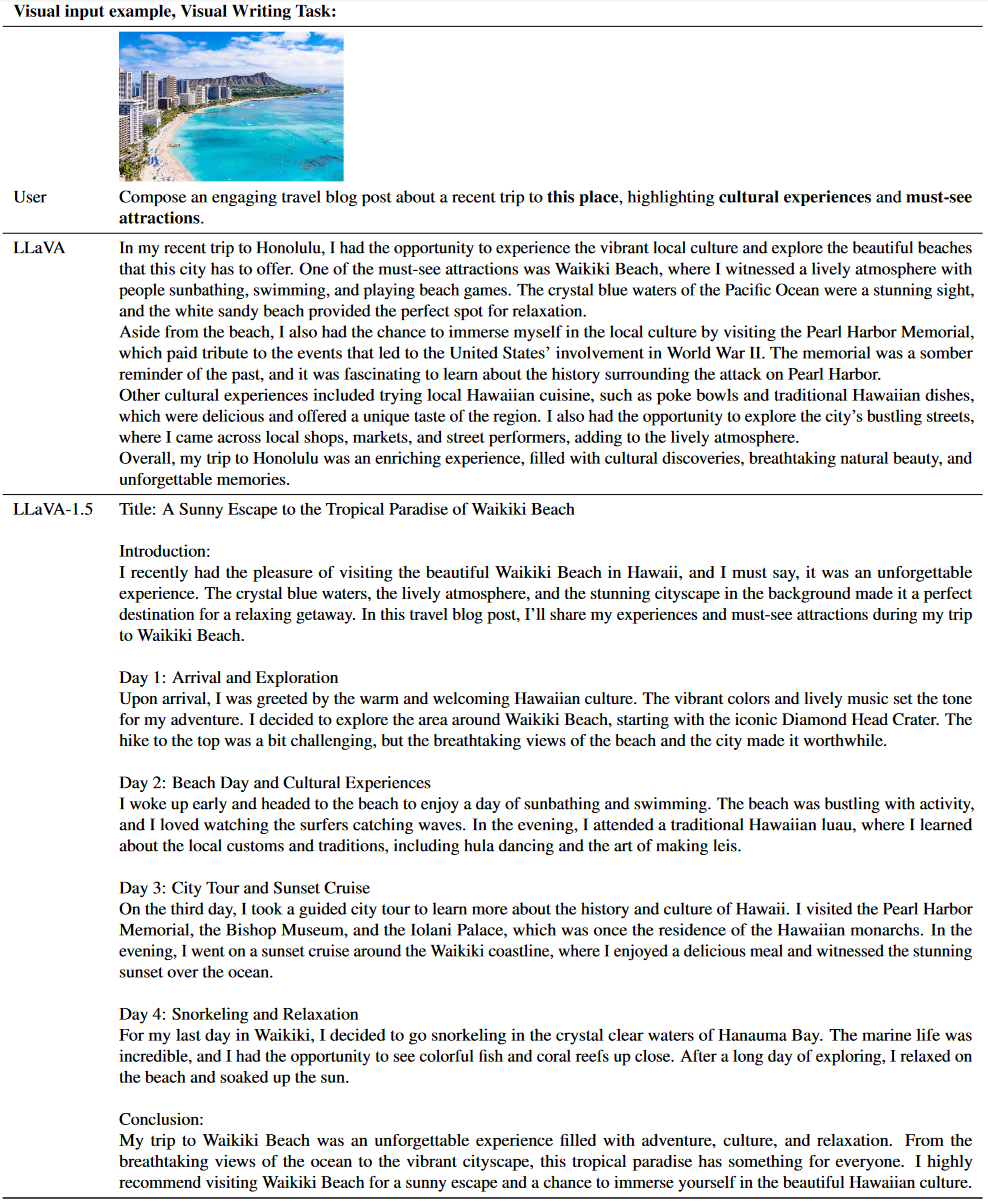 Visual input example, Visual Writing Task:
User
Compose an engaging travel blog post about a recent trip to this place, highlighting cultural experiences and must-see
attractions.
LLaVA
In my recent trip to Honolulu, I had the opportunity to experience the vibrant local culture and explore the beautiful beaches
that this city has to offer. One of the must-see attractions was Waikiki Beach, where I witnessed a lively atmosphere with
people sunbathing, swimming, and playing beach games. The crystal blue waters of the Pacific Ocean were a stunning sight,
and the white sandy beach provided the perfect spot for relaxation.
Aside from the beach, I also had the chance to immerse myself in the local culture by visiting the Pearl Harbor Memorial,
which paid tribute to the events that led to the United States’ involvement in World War II. The memorial was a somber
reminder of the past, and it was fascinating to learn about the history surrounding the attack on Pearl Harbor.
Other cultural experiences included trying local Hawaiian cuisine, such as poke bowls and traditional Hawaiian dishes,
which were delicious and offered a unique taste of the region. I also had the opportunity to explore the city’s bustling streets,
where I came across local shops, markets, and street performers, adding to the lively atmosphere.
Overall, my trip to Honolulu was an enriching experience, filled with cultural discoveries, breathtaking natural beauty, and
unforgettable memories.
LLaVA-1.5
Title: A Sunny Escape to the Tropical Paradise of Waikiki Beach
Introduction:
I recently had the pleasure of visiting the beautiful Waikiki Beach in Hawaii, and I must say, it was an unforgettable
experience. The crystal blue waters, the lively atmosphere, and the stunning cityscape in the background made it a perfect
destination for a relaxing getaway. In this travel blog post, I’ll share my experiences and must-see attractions during my trip
to Waikiki Beach.
Day 1: Arrival and Exploration
Upon arrival, I was greeted by the warm and welcoming Hawaiian culture. The vibrant colors and lively music set the tone
for my adventure. I decided to explore the area around Waikiki Beach, starting with the iconic Diamond Head Crater. The
hike to the top was a bit challenging, but the breathtaking views of the beach and the city made it worthwhile.
Day 2: Beach Day and Cultural Experiences
I woke up early and headed to the beach to enjoy a day of sunbathing and swimming. The beach was bustling with activity,
and I loved watching the surfers catching waves. In the evening, I attended a traditional Hawaiian luau, where I learned
about the local customs and traditions, including hula dancing and the art of making leis.
Day 3: City Tour and Sunset Cruise
On the third day, I took a guided city tour to learn more about the history and culture of Hawaii. I visited the Pearl Harbor
Memorial, the Bishop Museum, and the Iolani Palace, which was once the residence of the Hawaiian monarchs. In the
evening, I went on a sunset cruise around the Waikiki coastline, where I enjoyed a delicious meal and witnessed the stunning
sunset over the ocean.
Day 4: Snorkeling and Relaxation
For my last day in Waikiki, I decided to go snorkeling in the crystal clear waters of Hanauma Bay. The marine life was
incredible, and I had the opportunity to see colorful fish and coral reefs up close. After a long day of exploring, I relaxed on
the beach and soaked up the sun.
Conclusion:
My trip to Waikiki Beach was an unforgettable experience filled with adventure, culture, and relaxation. From the
breathtaking views of the ocean to the vibrant cityscape, this tropical paradise has something for everyone. I highly
recommend visiting Waikiki Beach for a sunny escape and a chance to immerse yourself in the beautiful Hawaiian culture.